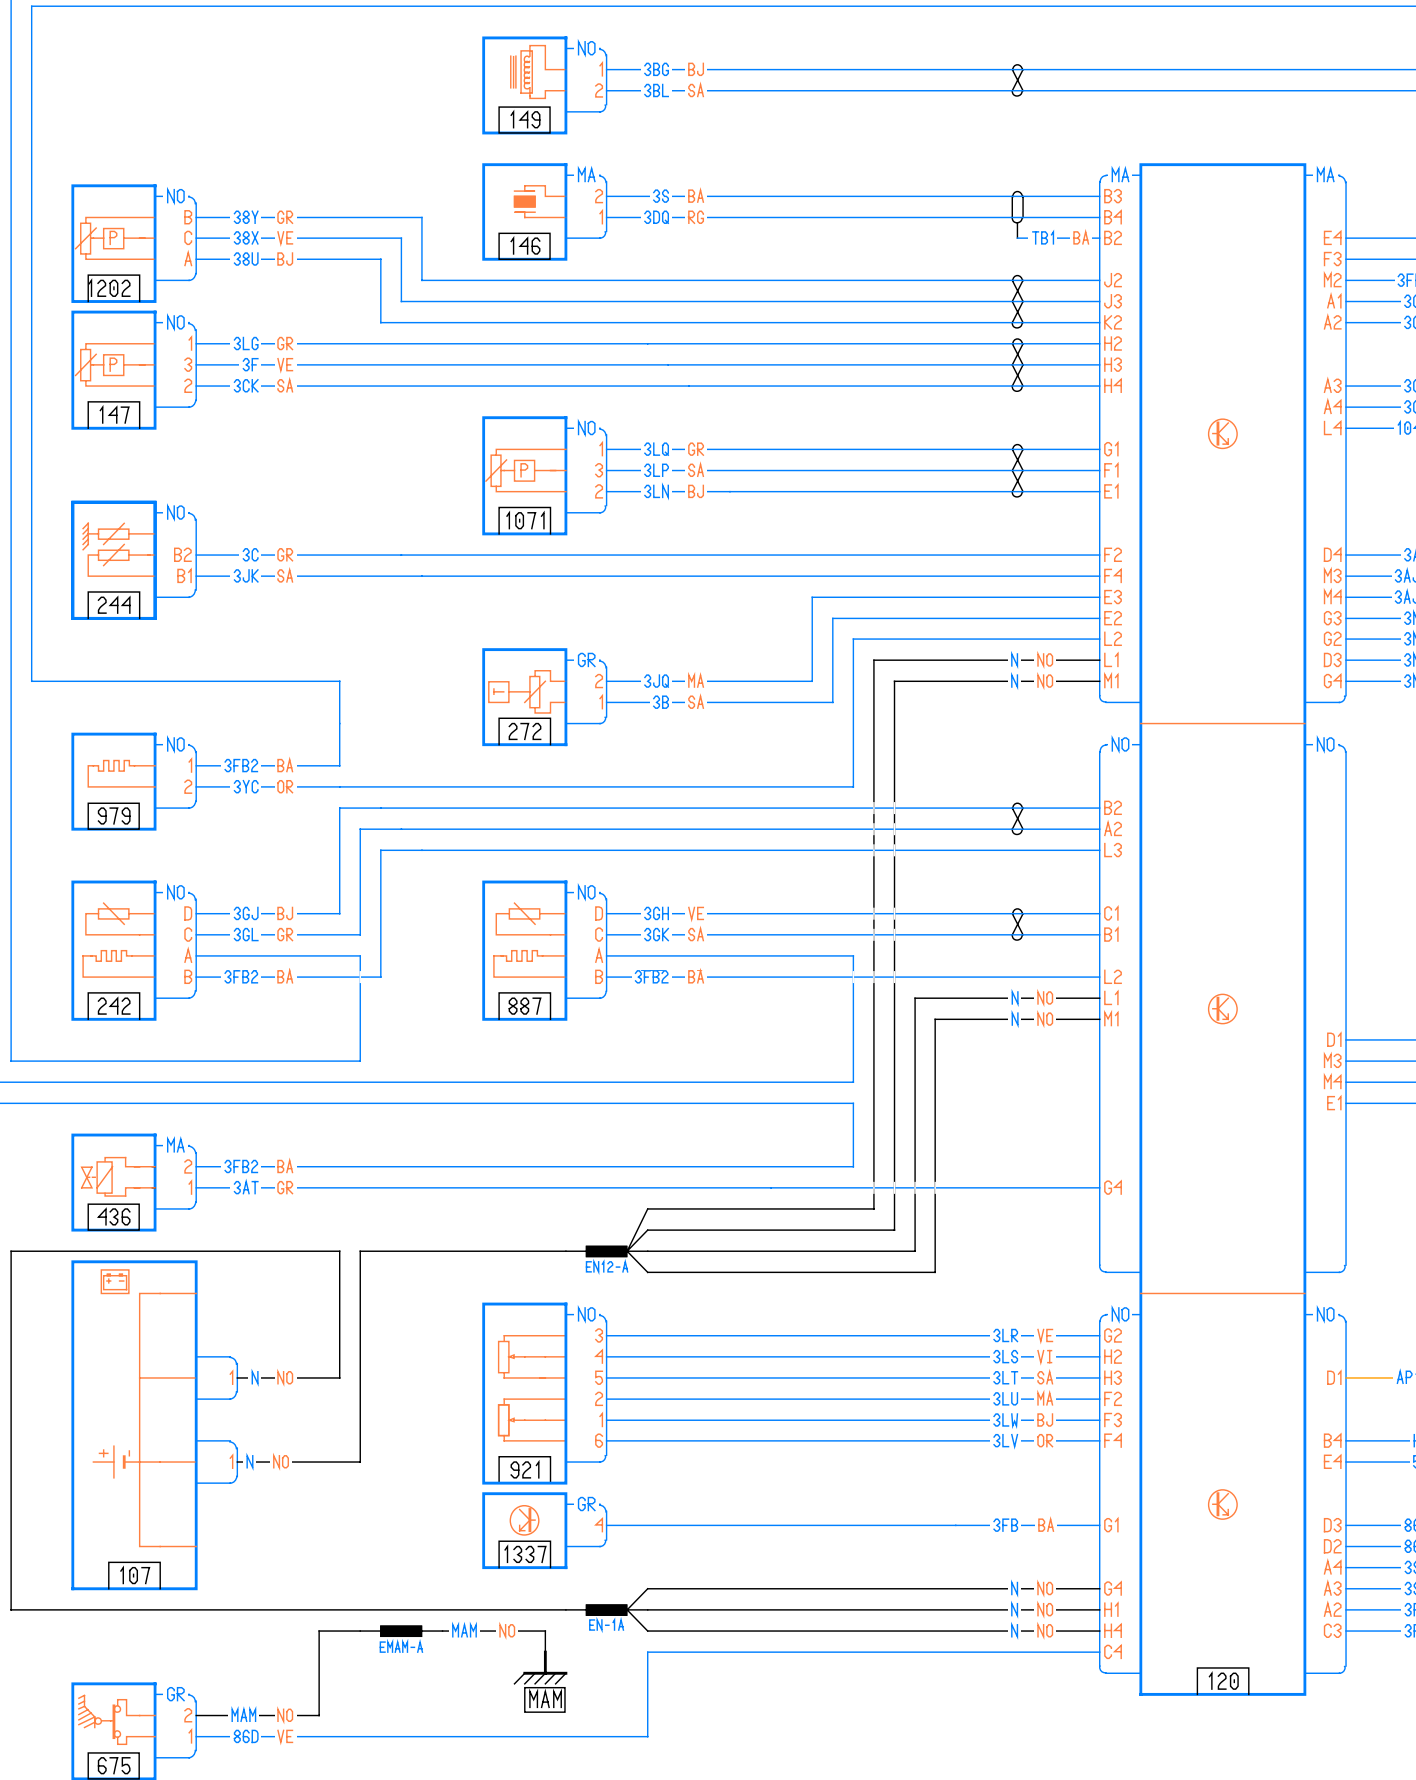 NO
1 3BG BJ
2 3BL SA
149
MA
2 3S BA B3
1 3DQ RG B4
TB1 BA B2
146
NO
B 38Y GR
C 38X VE
A 38U BJ
P
1202
J2
J3
K2
NO
1 3LG GR H2
3 3F VE H3
2 3CK SA H4
P
147
NO
1 3LQ GR G1
3 3LP SA F1
2 3LN BJ E1
P
1071
NO
B2 3C GR F2
B1 3JK SA F4
244
E3
E2
L2
N NO L1
N NO M1
GR
2 3JQ MA
1 3B SA
T
272
NO
1 3FB2 BA
2 3YC OR
979
MA
MA
E4
F3
M2
A1
A2
A3
A4
L4 104
D4
M3
M4
G3
G2
D3
G4
NO
NO
B2
A2
L3
NO
D 3GJ BJ
C 3GL GR
A
B 3FB2 BA
242
NO
D 3GH VE C1
C 3GK SA B1
A
B 3FB2 BA L2
887
N NO L1
N NO M1
D1
M3
M4
E1
MA
2 3FB2 BA
1 3AT GR G4
436
EN12-A
+ -
1 N NO
+ -
1 N NO
107
NO
NO
NO
3 3LR VE G2
4 3LS VI H2
5 3LT SA H3
2 3LU MA F2
1 3LW BJ F3
6 3LV OR F4
921
GR
4 3FB BA G1
1337
D1
B4
E4
D3
D2
A4
A3
A2
C3
N NO G4
N NO H1
N NO H4
C4
EN-1A
EMAM-A
MAM NO
MAM
120
GR
2 MAM NO
1 86D VE
675